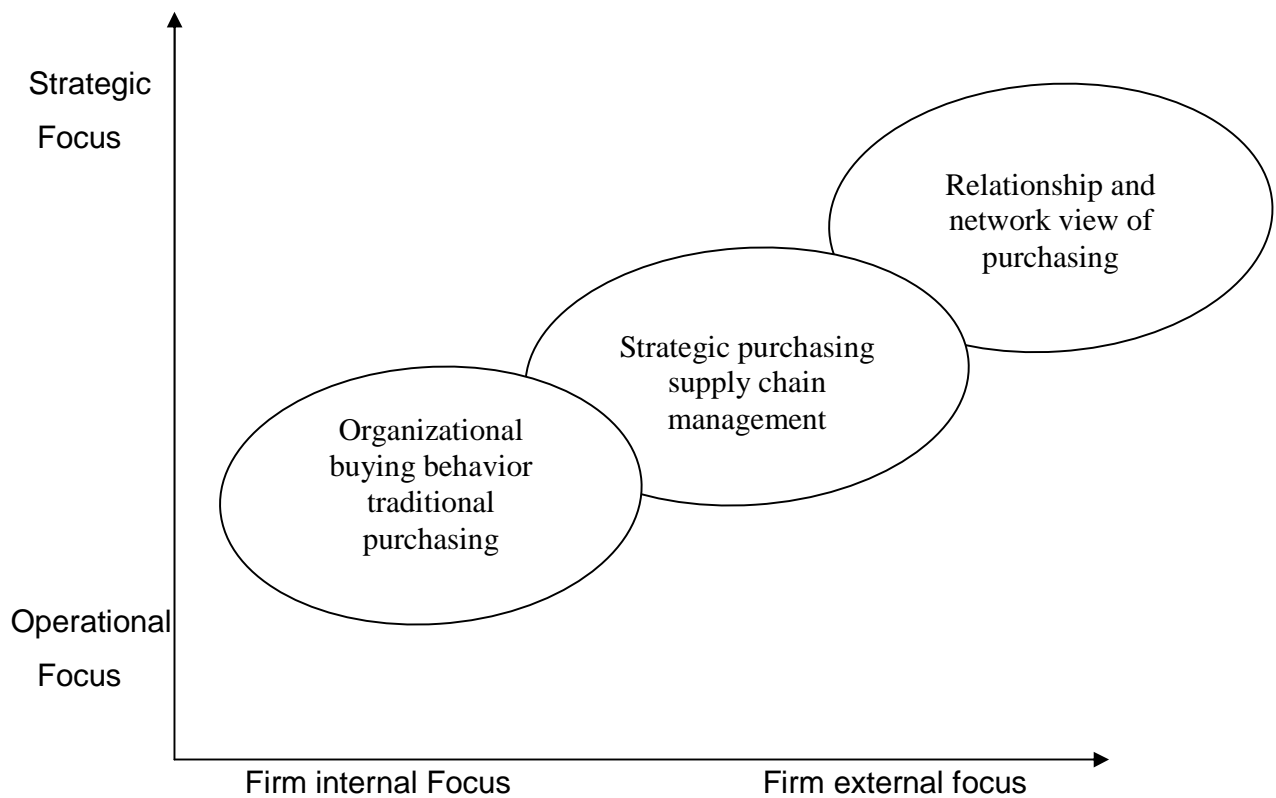 Strategic
Focus
Relationship and
network view of
purchasing
Strategic purchasing
supply chain
management
Organizational
buying behavior
traditional
purchasing
Operational
Focus
Firm internal Focus
Firm external focus